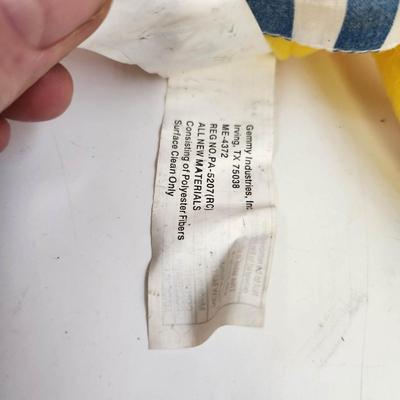 Gemmy Industries, Inc
Irving, TX 75038
ME-4372
REG NO.PA-5207(RC)
ALL NEW MATERIALS
Consisting of Polyester Fibers
Surface Clean Only